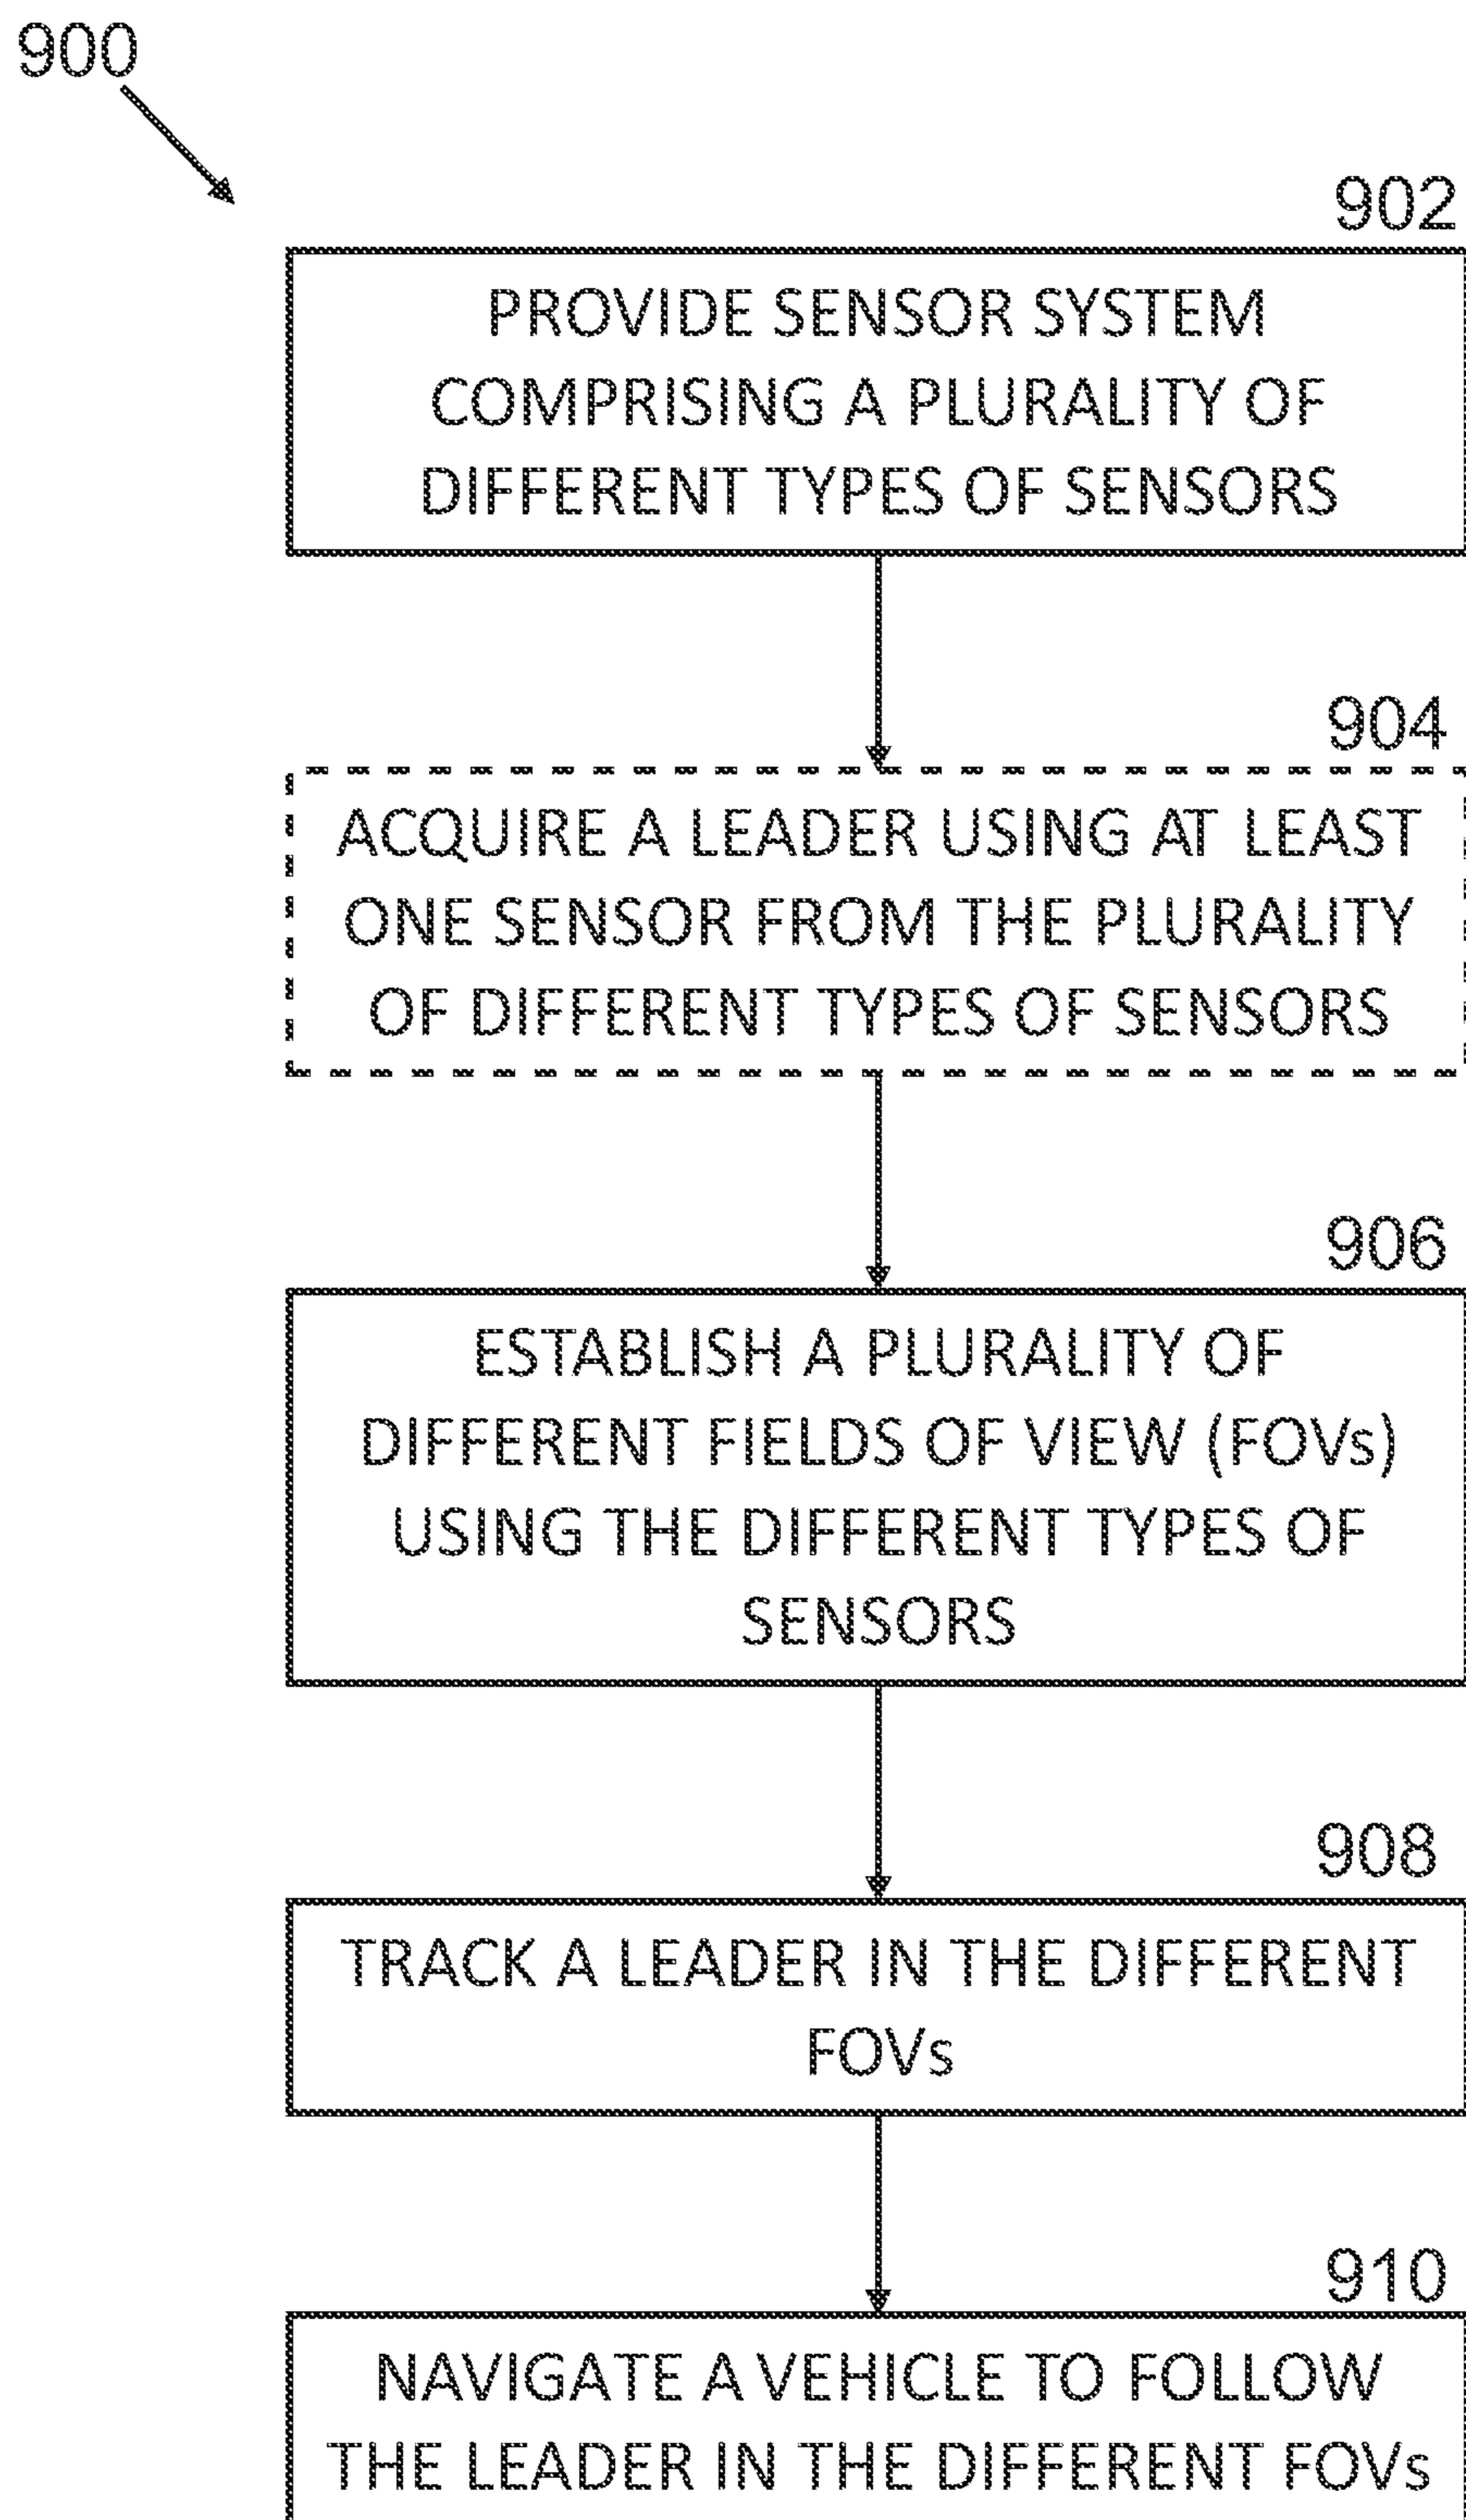 900
902
PROVIDE SENSOR SYSTEM
COMPRISING A PLURALITY OF
DIFFERENT TYPES OF SENSORS
904
ACQUIRE A LEADER USING AT LEAST
ONE SENSOR FROM THE PLURALITY
OF DIFFERENT TYPES OF SENSORS
906
ESTABLISH A PLURALITY OF
DIFFERENT FIELDS OF VIEW (FOVs)
USING THE DIFFERENT TYPES OF
SENSORS
908
TRACK A LEADER IN THE DIFFERENT
FOVs
910
NAVIGATE A VEHICLE TO FOLLOW
THE LEADER IN THE DIFFERENT FOVs